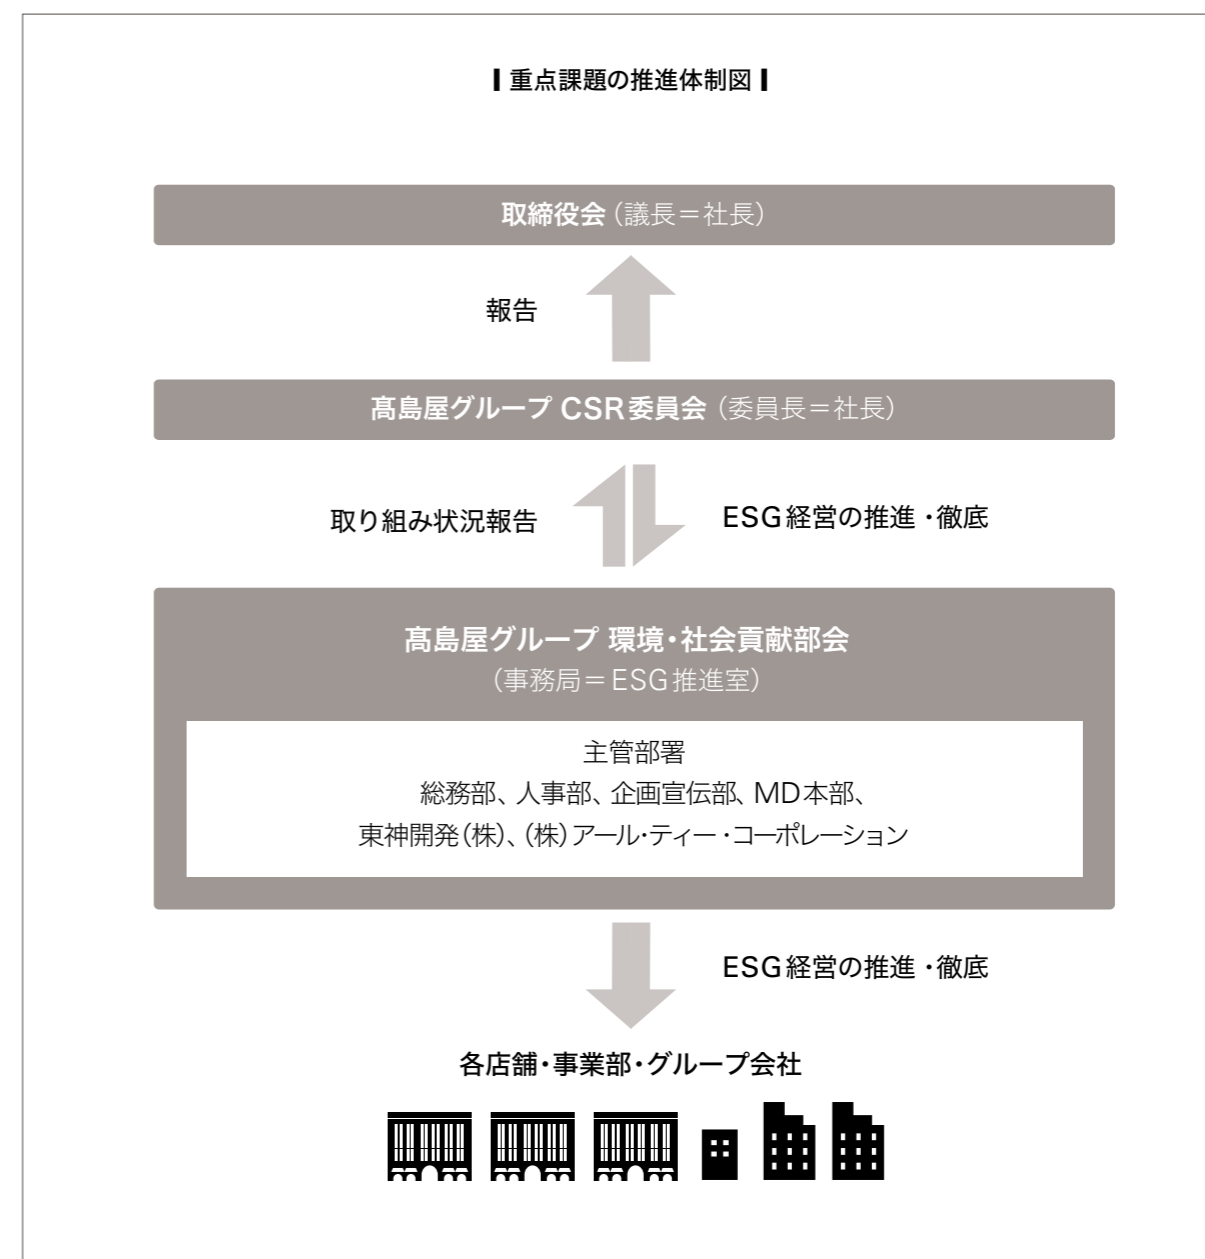 重点課題の推進体制図
取締役会（議長＝社長）
報告
髙島屋グループ CSR委員会（委員長＝社長）
取り組み状況報告
ESG経営の推進・徹底
髙島屋グループ 環境・社会貢献部会
（事務局＝ESG推進室）
主管部署
総務部、人事部、企画宣伝部、MD本部、
東神開発（株）、（株）アール・ティー・コーポレーション
ESG経営の推進・徹底
各店舗・事業部・グループ会社